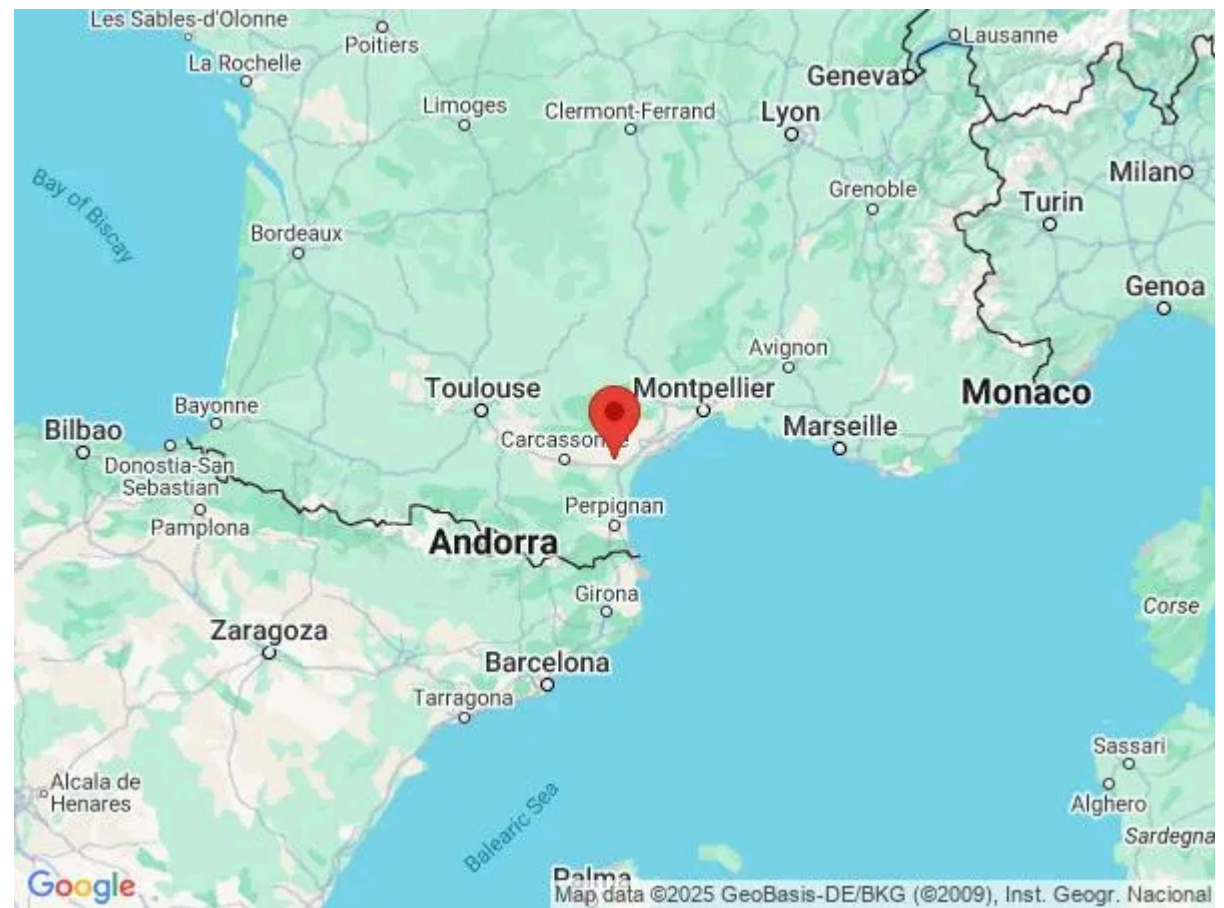 Les Sables-d'Olonne
Poitiers
Lausanne
La Rochelle
Geneva
Limoges
Clermont-Ferrand
Lyon
Milan
Bay of Biscay
Grenoble
Turin
Bordeaux
Genoa
Avignon
Toulouse
Montpellier
Monaco
Bayonne
Bilbao
Carcassonne
Marseille
Donostia-San
Sebastian
Pamplona
Perpignan
Andorra
Girona
Corse
Zaragoza
Barcelona
Tarragona
Sassari
Alcala de
Henares
Alghero
Balearic Sea
Sardegna
Palma
Google
Map data ©2025 GeoBasis-DE/BKG (©2009), Inst. Geogr. Nacional